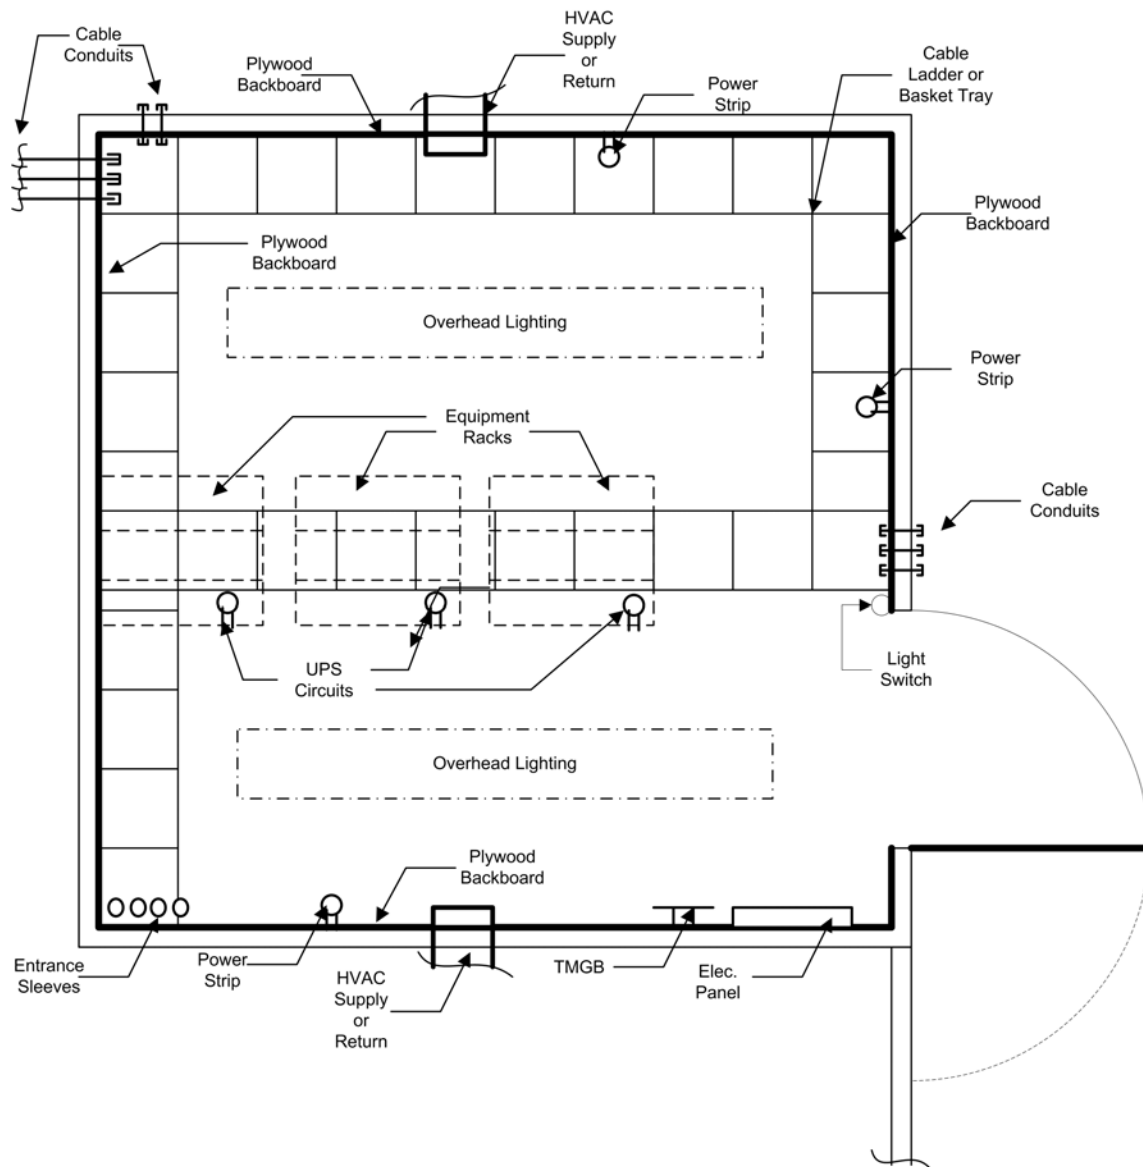 Cable
Conduits
HVAC
Supply
or
Return
Plywood
Backboard
Power
Strip
Cable
Ladder or
Basket Tray
Plywood
Backboard
Plywood
Backboard
Overhead Lighting
Power
Strip
Equipment
Racks
Cable
Conduits
UPS
Circuits
Light
Switch
Overhead Lighting
Plywood
Backboard
Entrance
Sleeves
Power
Strip
HVAC
Supply
or
Return
TMGB
Elec.
Panel